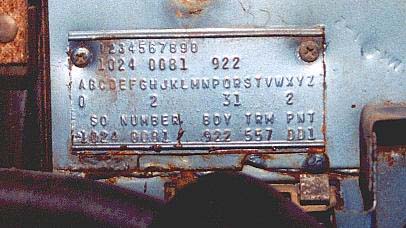 1234567890
1024 0081 922
ABCDEFGHJKLMNPQRSTVWXYZ
0 2 31 2
SO NUMBER BDY TRM PNT
1024 0081 922 557 DD1